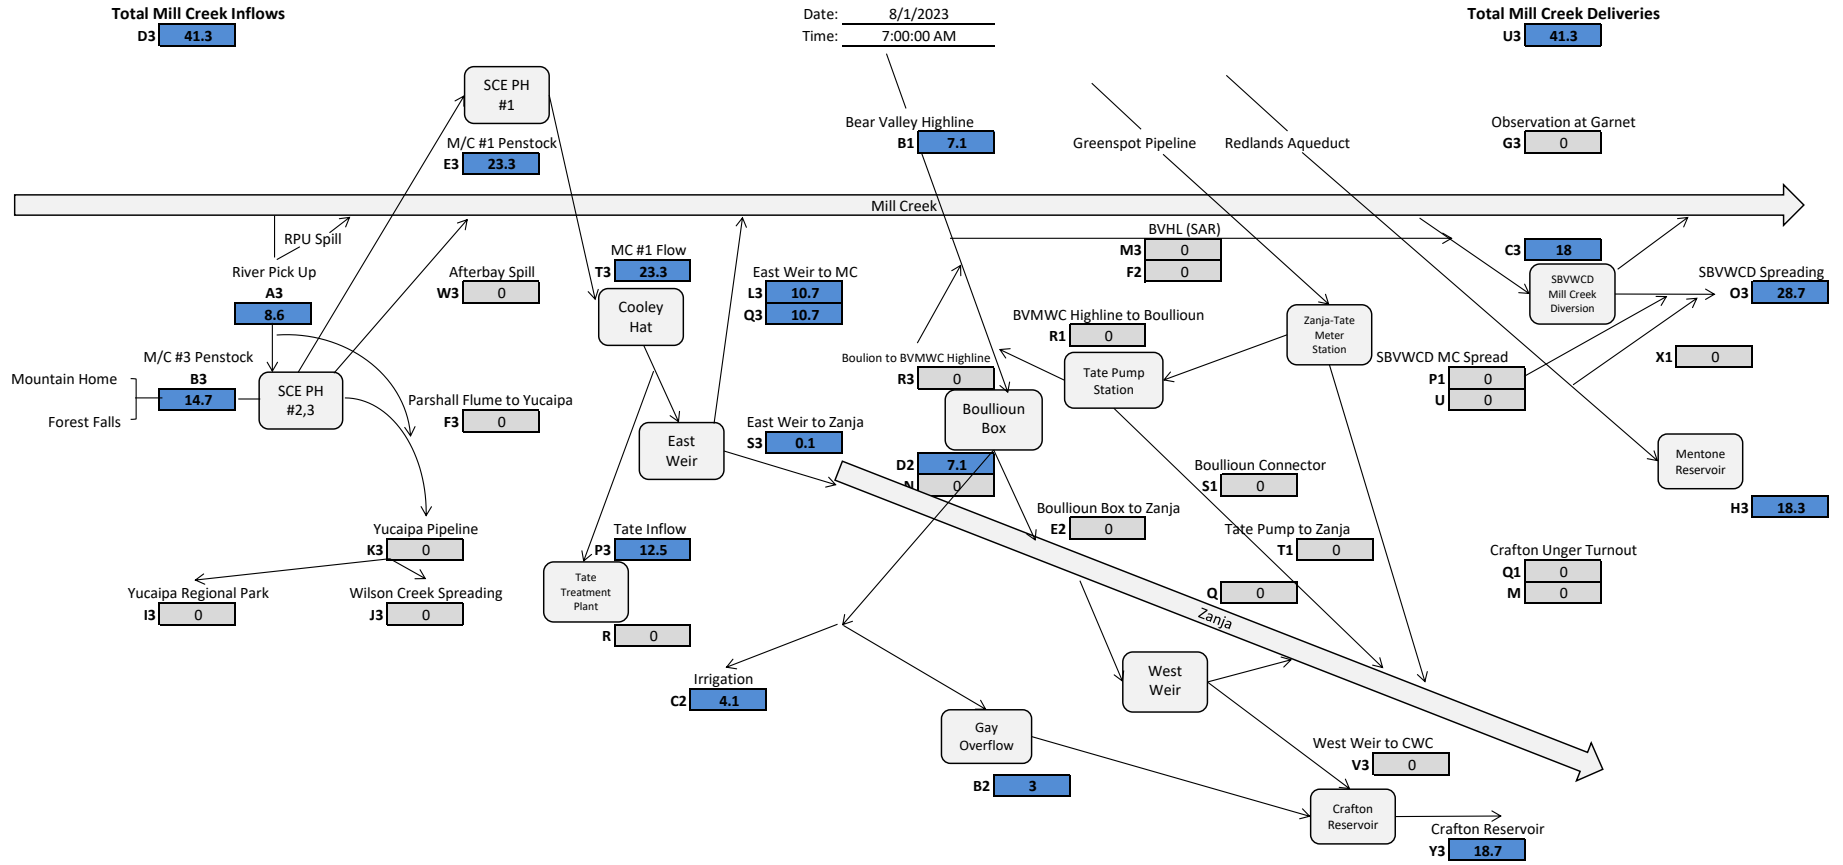 Total Mill Creek Inflows
D3 41.3
Date: 8/1/2023
Time: 7:00:00 AM
Total Mill Creek Deliveries
U3 41.3
SCE PH
#1
M/C #1 Penstock
E3 23.3
Bear Valley Highline
B1 7.1
Greenspot Pipeline
Redlands Aqueduct
Observation at Garnet
G3 0
Mill Creek
RPU Spill
River Pick Up
A3
8.6
Afterbay Spill
W3 0
MC #1 Flow
T3 23.3
Cooley
Hat
East Weir to MC
L3 10.7
Q3 10.7
BVHL (SAR)
M3 0
F2 0
C3 18
SBVWCD
Mill Creek
Diversion
SBVWCD Spreading
O3 28.7
BVMWC Highline to Boullioun
R1 0
Zanja-Tate
Meter
Station
M/C #3 Penstock
B3
14.7
Mountain Home
Forest Falls
SCE PH
#2,3
Parshall Flume to Yucaipa
F3 0
Boulion to BVMWC Highline
R3 0
Tate Pump
Station
SBVWCD MC Spread
P1 0
U 0
X1 0
Boullioun
Box
East
Weir
East Weir to Zanja
S3 0.1
D2 7.1
N 0
Boullioun Connector
S1 0
Mentone
Reservoir
H3 18.3
Yucaipa Pipeline
K3 0
Tate Inflow
P3 12.5
Boullioun Box to Zanja
E2 0
Tate Pump to Zanja
T1 0
Crafton Unger Turnout
Q1 0
M 0
Yucaipa Regional Park
I3 0
Wilson Creek Spreading
J3 0
Tate
Treatment
Plant
R 0
Q 0
Zanja
Irrigation
C2 4.1
West
Weir
Gay
Overflow
B2 3
West Weir to CWC
V3 0
Crafton
Reservoir
Crafton Reservoir
Y3 18.7